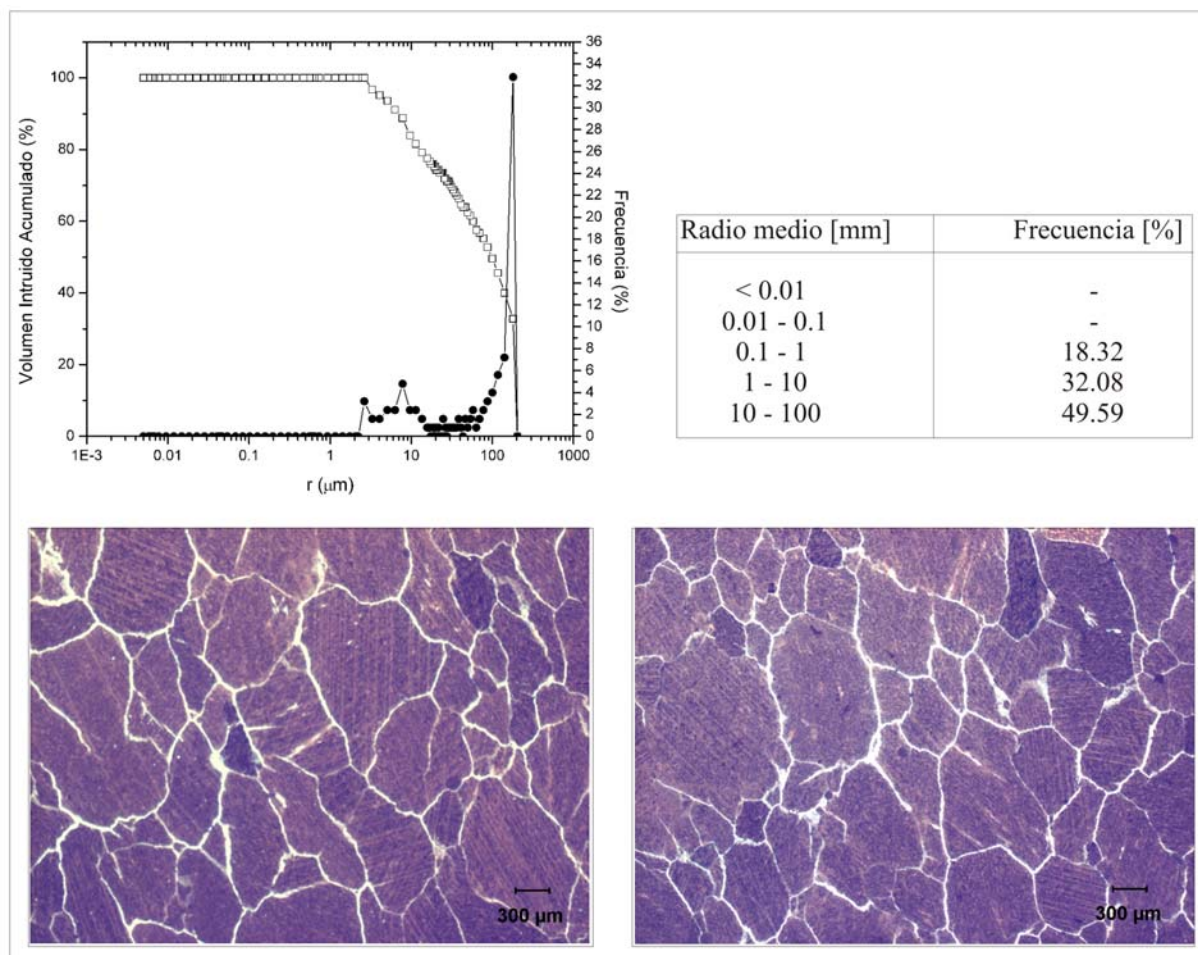 36
34
32
30
28
26
24
22
20
18
16
14
12
10
8
6
4
2
0
100
80
60
40
20
0
Volumen Intruido Acumulado (%)
Frecuencia (%)
1E-3 0.01 0.1 1 10 100 1000
r (μm)
Radio medio [mm] Frecuencia [%]
< 0.01 -
0.01 - 0.1 -
0.1 - 1 18.32
1 - 10 32.08
10 - 100 49.59
300 μm
300 μm